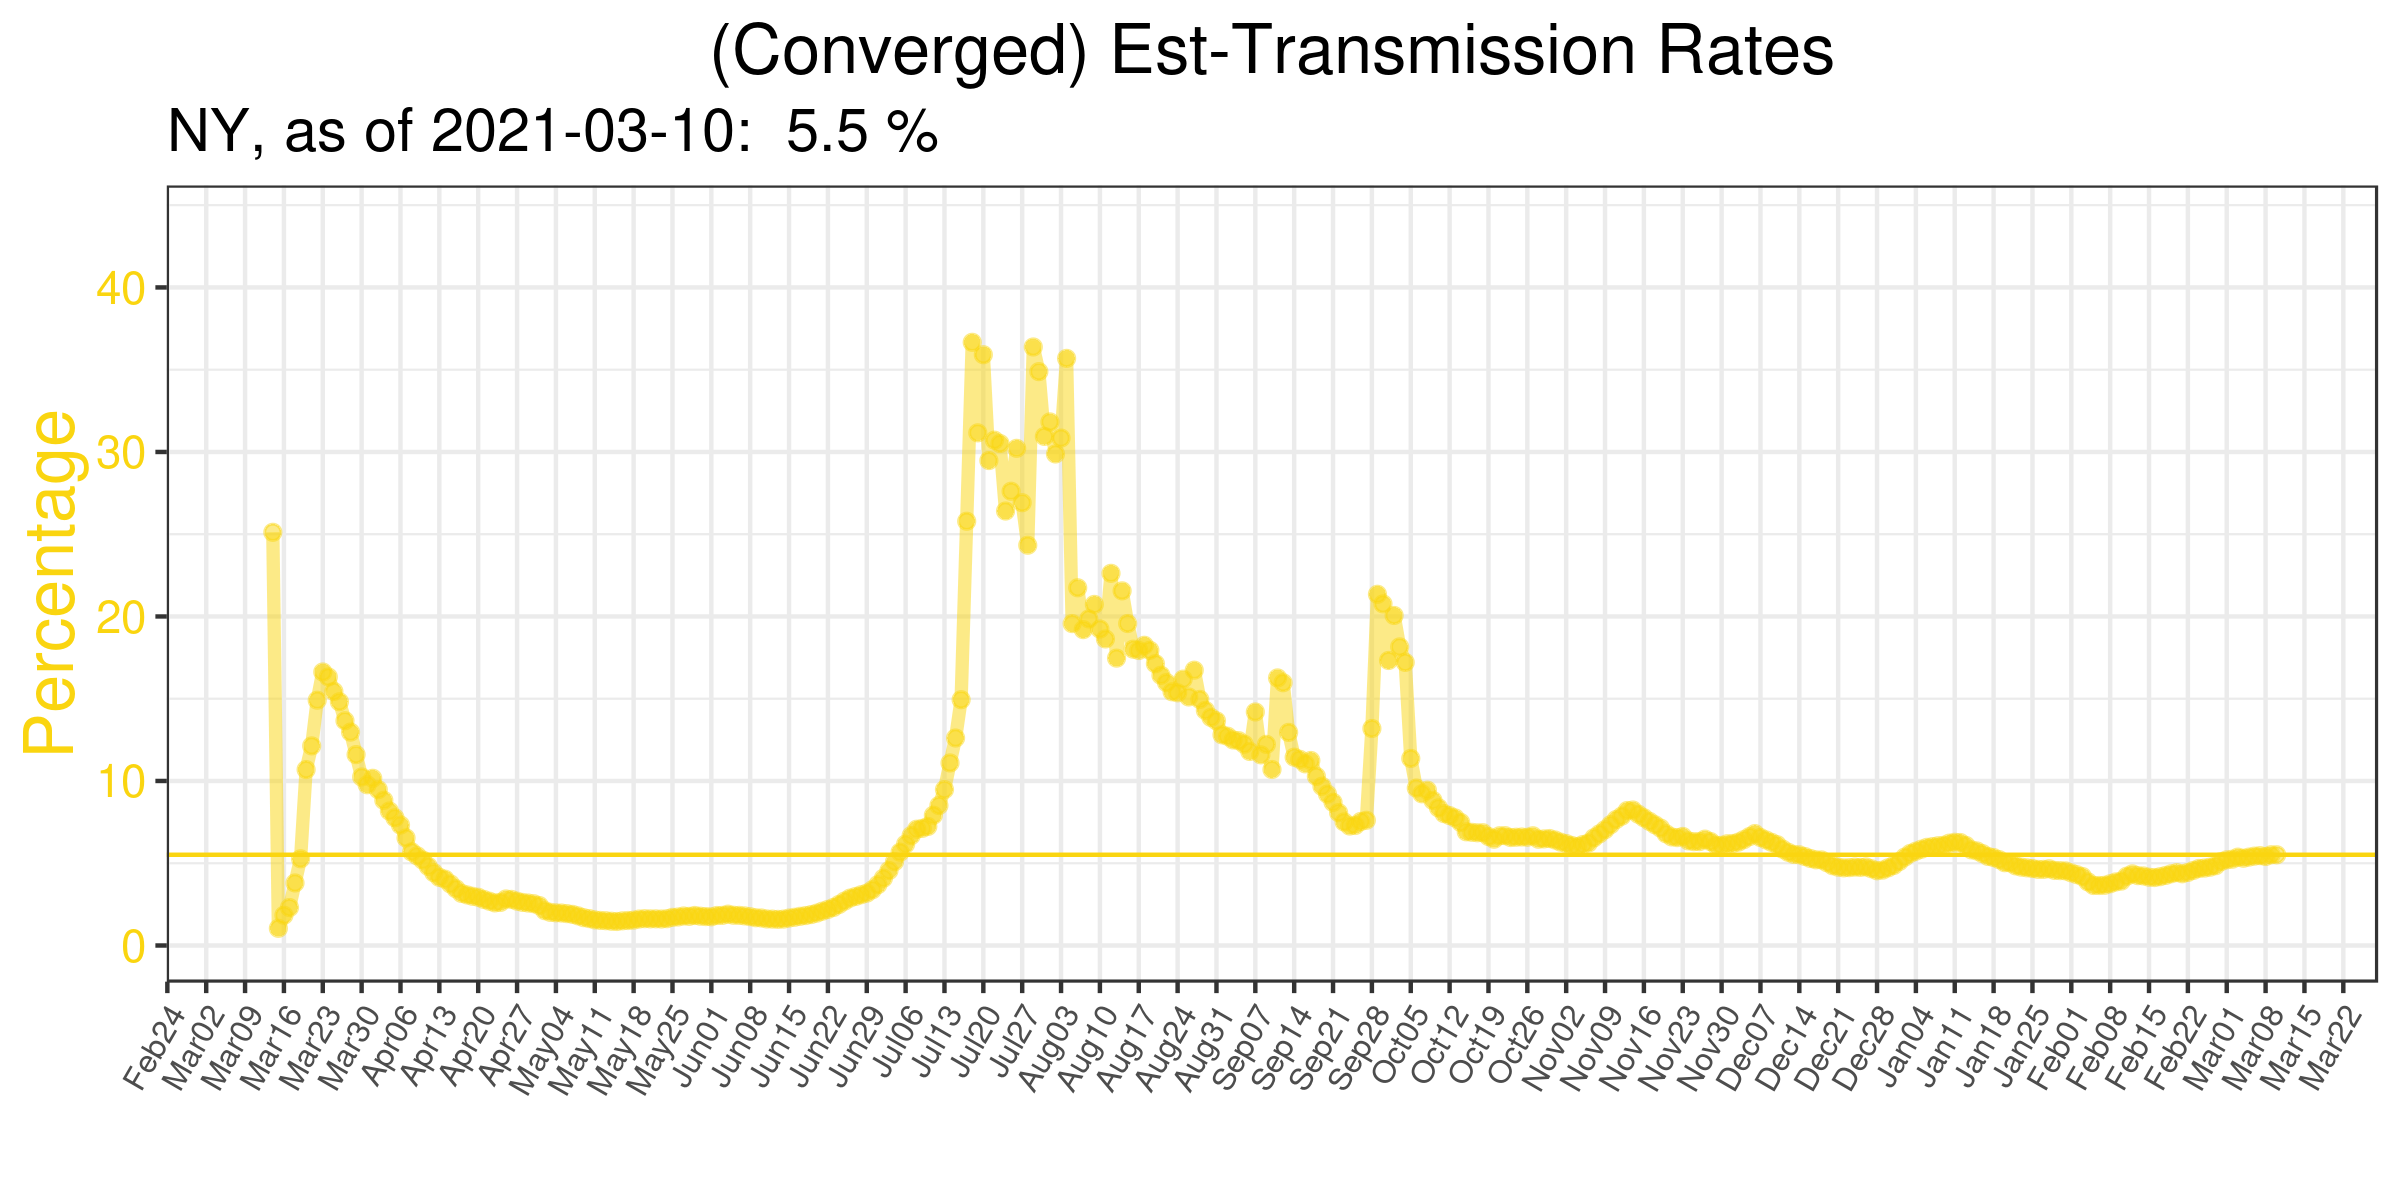 (Converged) Est-Transmission Rates
NY, as of 2021-03-10: 5.5 %
Percentage
40
30
20
10
0
Feb24
Mar02
Mar09
Mar16
Mar23
Mar30
Apr06
Apr13
Apr20
Apr27
May04
May11
May18
May25
Jun01
Jun08
Jun15
Jun22
Jun29
Jul06
Jul13
Jul20
Jul27
Aug03
Aug10
Aug17
Aug24
Aug31
Sep07
Sep14
Sep21
Sep28
Oct05
Oct12
Oct19
Oct26
Nov02
Nov09
Nov16
Nov23
Nov30
Dec07
Dec14
Dec21
Dec28
Jan04
Jan11
Jan18
Jan25
Feb01
Feb08
Feb15
Feb22
Mar01
Mar08
Mar15
Mar22